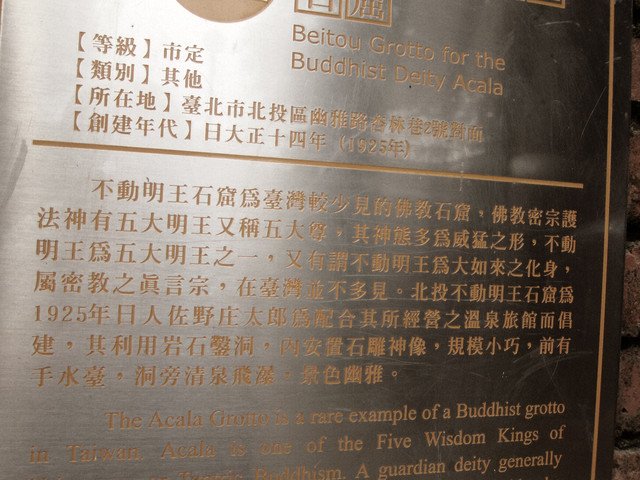 Beitou Grotto for the
Buddhist Deity Acala
【等級】市定
【類別】其他
【所在地】臺北市北投區幽雅路杏林巷2號對面
【創建年代】日大正十四年（1925年）
不動明王石窟爲臺灣較少見的佛教石窟，佛教密宗護
法神有五大明王又稱五大尊，其神態多爲威猛之形，不動
明王爲五大明王之一，又有謂不動明王爲大如來之化身，
屬密教之眞言宗，在臺灣並不多見。北投不動明王石窟爲
1925年日人佐野庄太郎爲配合其所經營之溫泉旅館而倡
建，其利用岩石鑿洞，內安置石雕神像，規模小巧，前有
手水臺，洞旁清泉飛瀑，景色幽雅。
The Acala Grotto is a rare example of a Buddhist grotto
in Taiwan. Acala is one of the Five Wisdom Kings of
Buddhism. A guardian deity generally